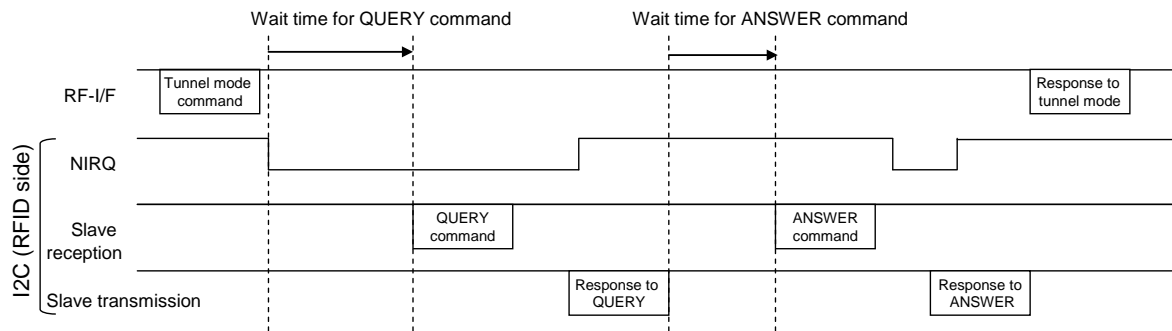 Wait time for QUERY command
Wait time for ANSWER command
RF-I/F
Tunnel mode
command
Response to
tunnel mode
NIRQ
I2C (RFID side)
Slave
reception
QUERY
command
ANSWER
command
Slave transmission
Response to
QUERY
Response to
ANSWER